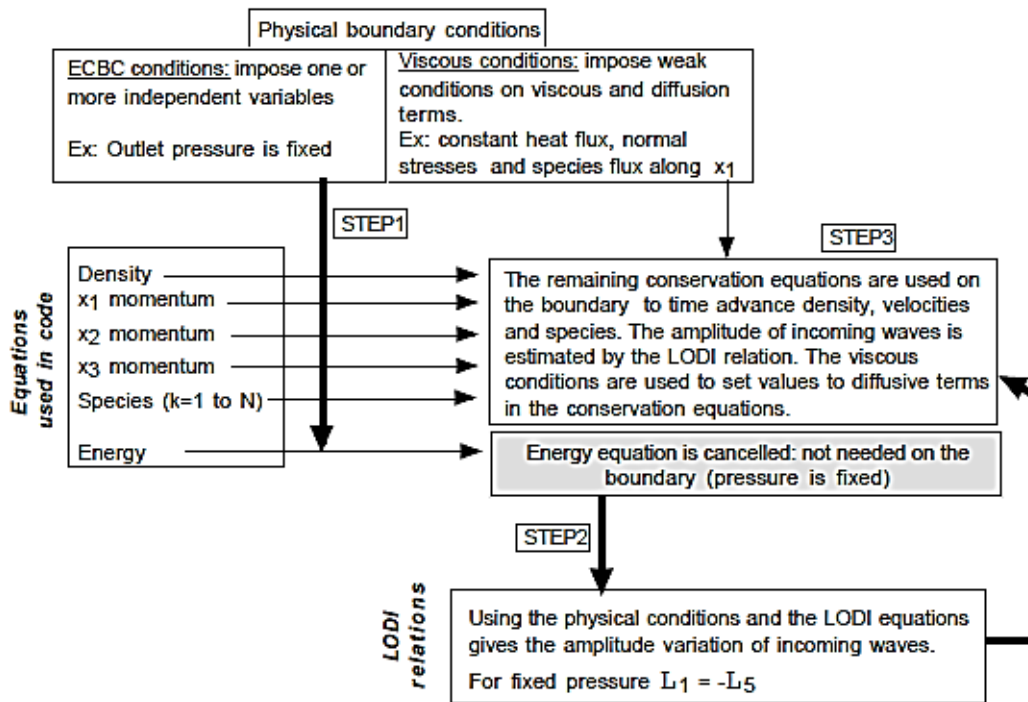 Physical boundary conditions
ECBC conditions: impose one or
more independent variables
Ex: Outlet pressure is fixed
Viscous conditions: impose weak
conditions on viscous and diffusion
terms.
Ex: constant heat flux, normal
stresses and species flux along x1
STEP1
STEP3
Equations
used in code
Density
x1 momentum
x2 momentum
x3 momentum
Species (k=1 to N)
Energy
The remaining conservation equations are used on
the boundary to time advance density, velocities
and species. The amplitude of incoming waves is
estimated by the LODI relation. The viscous
conditions are used to set values to diffusive terms
in the conservation equations.
Energy equation is cancelled: not needed on the
boundary (pressure is fixed)
STEP2
LODI
relations
Using the physical conditions and the LODI equations
gives the amplitude variation of incoming waves.
For fixed pressure L1 = -L5